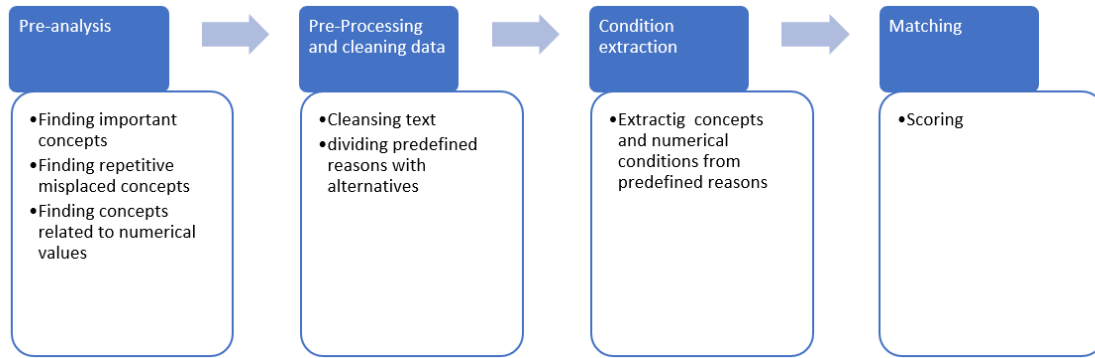 Pre-analysis
•Finding important
concepts
•Finding repetitive
misplaced concepts
•Finding concepts
related to numerical
values
Pre-Processing
and cleaning data
•Cleansing text
•dividing predefined
reasons with
alternatives
Condition
extraction
•Extractig concepts
and numerical
conditions from
predefined reasons
Matching
•Scoring